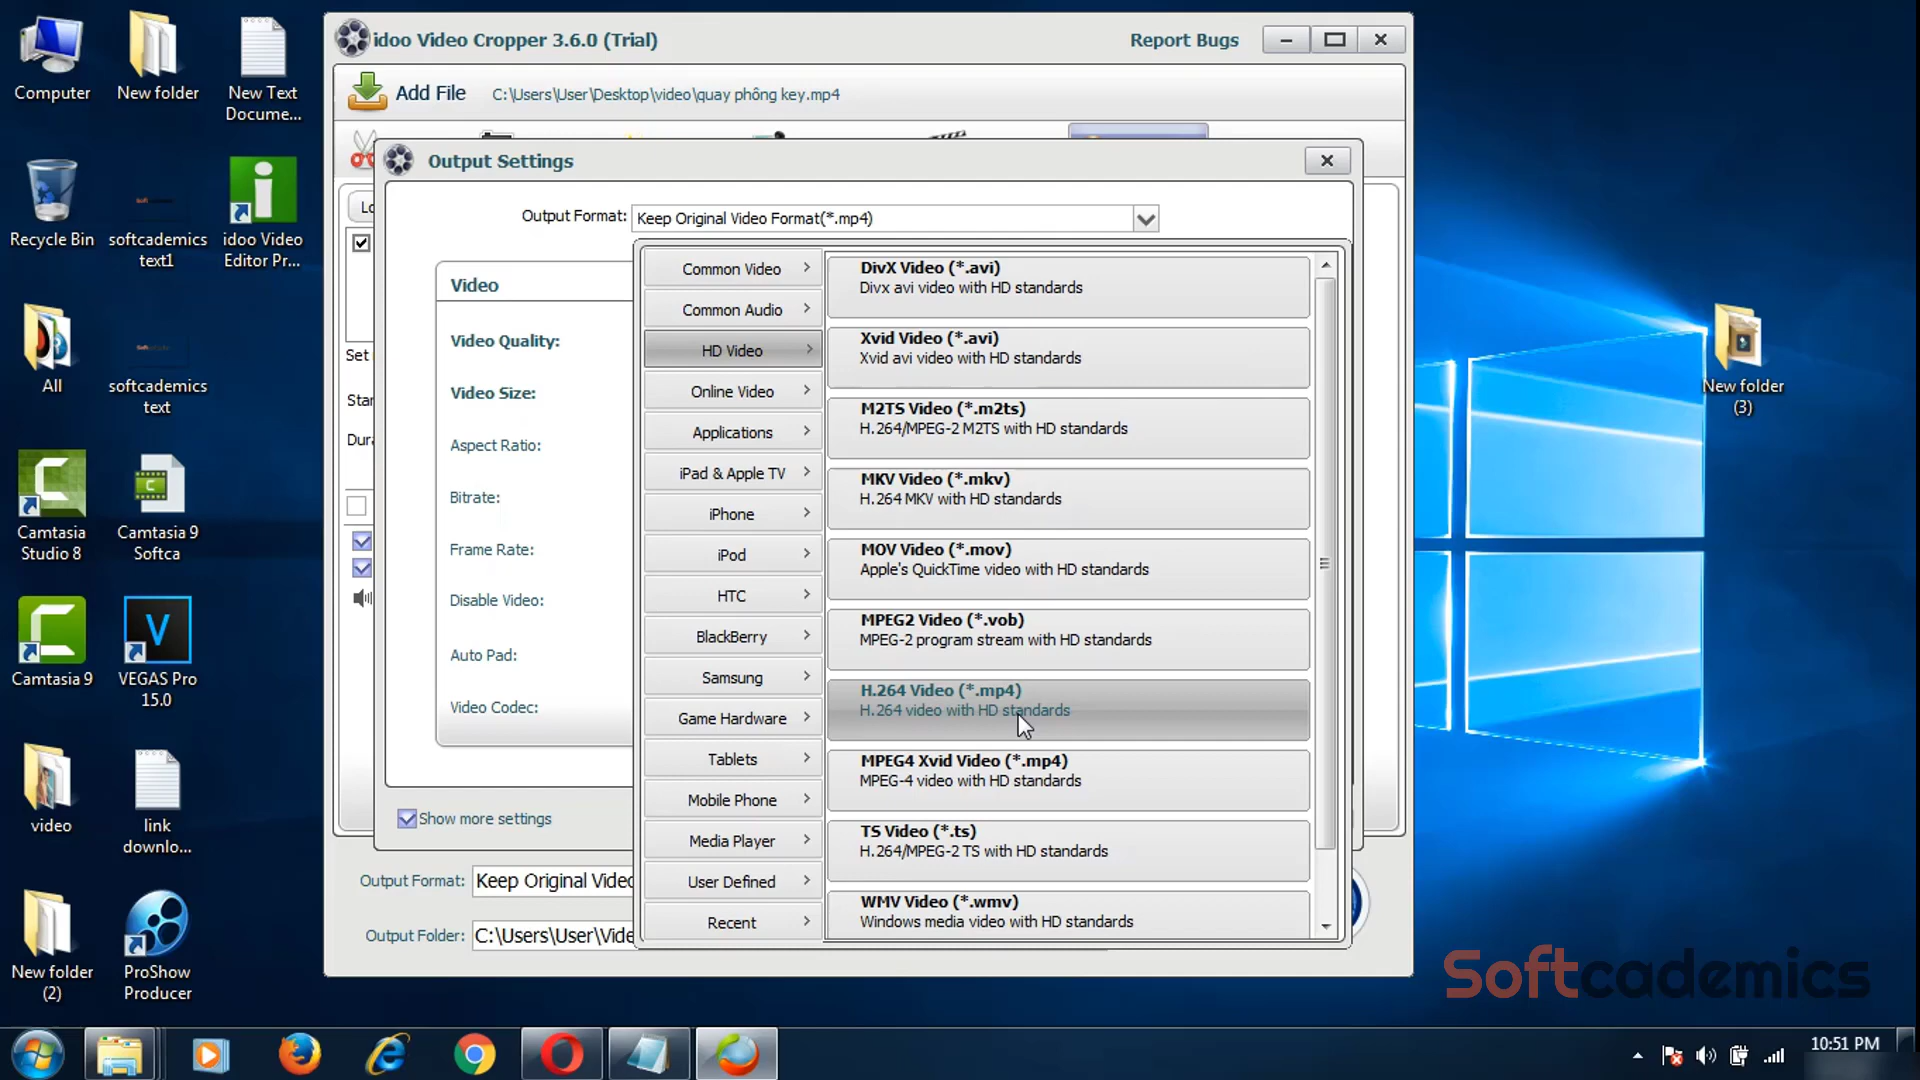 Computer
New folder
New Text
Docume...
Recycle Bin
softcademics
text1
idoo Video
Editor Pr...
All
softcademics
text
Camtasia
Studio 8
Camtasia 9
Softca
Camtasia 9
VEGAS Pro
15.0
video
link
downlo...
New folder
(2)
ProShow
Producer
New folder
(3)
idoo Video Cropper 3.6.0 (Trial)
Report Bugs
Add File
C:\Users\User\Desktop\video\quay phông key.mp4
Output Settings
Output Format:
Keep Original Video Format(*.mp4)
Video
Video Quality:
Video Size:
Aspect Ratio:
Bitrate:
Frame Rate:
Disable Video:
Auto Pad:
Video Codec:
Show more settings
Common Video
Common Audio
HD Video
Online Video
Applications
iPad & Apple TV
iPhone
iPod
HTC
BlackBerry
Samsung
Game Hardware
Tablets
Mobile Phone
Media Player
User Defined
Recent
DivX Video (*.avi)
Divx avi video with HD standards
Xvid Video (*.avi)
Xvid avi video with HD standards
M2TS Video (*.m2ts)
H.264/MPEG-2 M2TS with HD standards
MKV Video (*.mkv)
H.264 MKV with HD standards
MOV Video (*.mov)
Apple's QuickTime video with HD standards
MPEG2 Video (*.vob)
MPEG-2 program stream with HD standards
H.264 Video (*.mp4)
H.264 video with HD standards
MPEG4 Xvid Video (*.mp4)
MPEG-4 video with HD standards
TS Video (*.ts)
H.264/MPEG-2 TS with HD standards
WMV Video (*.wmv)
Windows media video with HD standards
Lo
Set
Star
Dura
Output Format:
Keep Original Video
Output Folder:
C:\Users\User\Vide
Softcademics
10:51 PM